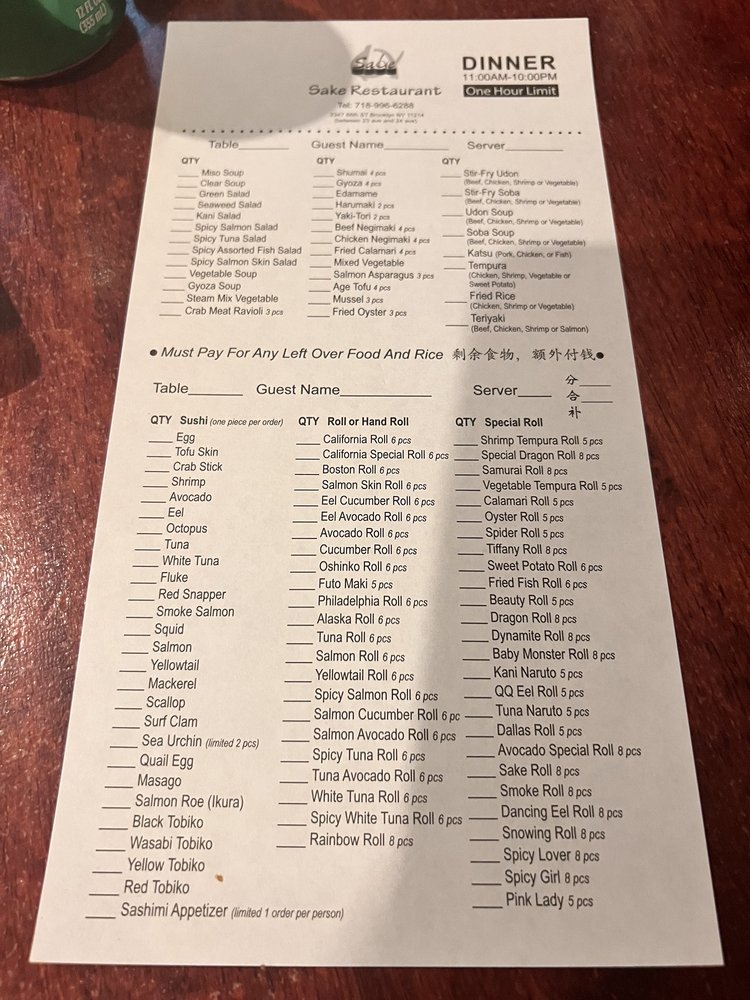 12 FL O
(355 mL)
Sake
Sake Restaurant
Tel: 718-996-6288
DINNER
11:00AM-10:00PM
One Hour Limit
Table
Guest Name
Server
QTY
Miso Soup
Clear Soup
Green Salad
Seaweed Salad
Kani Salad
Spicy Salmon Salad
Spicy Tuna Salad
Spicy Assorted Fish Salad
Spicy Salmon Skin Salad
Vegetable Soup
Gyoza Soup
Steam Mix Vegetable
Crab Meat Ravioli 3 pcs
QTY
Shumai 4 pcs
Gyoza 4 pcs
Edamame
Harumaki 2 pcs
Yaki-Tori 2 pcs
Beef Negimaki 4 pcs
Chicken Negimaki 4 pcs
Fried Calamari 4 pcs
Mixed Vegetable
Salmon Asparagus 3 pcs
Age Tofu 4 pcs
Mussel 3 pcs
Fried Oyster 3 pcs
QTY
Stir-Fry Udon
(Beef, Chicken, Shrimp or Vegetable)
Stir-Fry Soba
(Beef, Chicken, Shrimp or Vegetable)
Udon Soup
(Beef, Chicken, Shrimp or Vegetable)
Soba Soup
(Beef, Chicken, Shrimp or Vegetable)
Katsu (Pork, Chicken, or Fish)
Tempura
(Chicken, Shrimp, Vegetable or
Sweet Potato)
Fried Rice
(Chicken, Shrimp or Vegetable)
Teriyaki
(Beef, Chicken, Shrimp or Salmon)
● Must Pay For Any Left Over Food And Rice 剩余食物，额外付钱●
Table
Guest Name
Server
分
合
补
QTY Sushi (one piece per order)
Egg
Tofu Skin
Crab Stick
Shrimp
Avocado
Eel
Octopus
Tuna
White Tuna
Fluke
Red Snapper
Smoke Salmon
Squid
Salmon
Yellowtail
Mackerel
Scallop
Surf Clam
Sea Urchin (limited 2 pcs)
Quail Egg
Masago
Salmon Roe (Ikura)
Black Tobiko
Wasabi Tobiko
Yellow Tobiko
Red Tobiko
Sashimi Appetizer (limited 1 order per person)
QTY Roll or Hand Roll
California Roll 6 pcs
California Special Roll 6 pcs
Boston Roll 6 pcs
Salmon Skin Roll 6 pcs
Eel Cucumber Roll 6 pcs
Eel Avocado Roll 6 pcs
Avocado Roll 6 pcs
Cucumber Roll 6 pcs
Oshinko Roll 6 pcs
Futo Maki 5 pcs
Philadelphia Roll 6 pcs
Alaska Roll 6 pcs
Tuna Roll 6 pcs
Salmon Roll 6 pcs
Yellowtail Roll 6 pcs
Spicy Salmon Roll 6 pcs
Salmon Cucumber Roll 6 pc
Salmon Avocado Roll 6 pcs
Spicy Tuna Roll 6 pcs
Tuna Avocado Roll 6 pcs
White Tuna Roll 6 pcs
Spicy White Tuna Roll 6 pcs
Rainbow Roll 8 pcs
QTY Special Roll
Shrimp Tempura Roll 5 pcs
Special Dragon Roll 8 pcs
Samurai Roll 8 pcs
Vegetable Tempura Roll 5 pcs
Calamari Roll 5 pcs
Oyster Roll 5 pcs
Spider Roll 5 pcs
Tiffany Roll 8 pcs
Sweet Potato Roll 6 pcs
Fried Fish Roll 6 pcs
Beauty Roll 5 pcs
Dragon Roll 8 pcs
Dynamite Roll 8 pcs
Baby Monster Roll 8 pcs
Kani Naruto 5 pcs
QQ Eel Roll 5 pcs
Tuna Naruto 5 pcs
Dallas Roll 5 pcs
Avocado Special Roll 8 pcs
Sake Roll 8 pcs
Smoke Roll 8 pcs
Dancing Eel Roll 8 pcs
Snowing Roll 8 pcs
Spicy Lover 8 pcs
Spicy Girl 8 pcs
Pink Lady 5 pcs